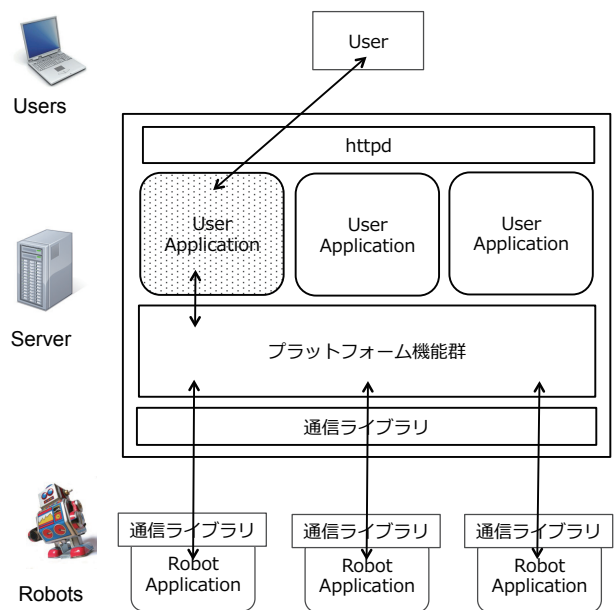 User
Users
httpd
User
Application
User
Application
User
Application
Server
プラットフォーム機能群
通信ライブラリ
通信ライブラリ
通信ライブラリ
通信ライブラリ
Robot
Application
Robot
Application
Robot
Application
Robots